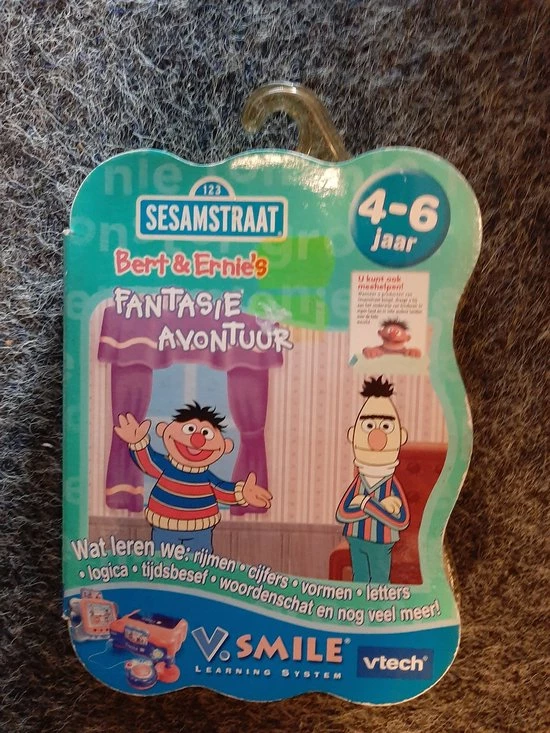 123
SESAMSTRAAT
4-6
jaar
Bert & Ernie's
FANTASIE
AVONTUUR
U kunt ook
meehelpen!
Wat leren we: rijmen • cijfers • vormen • letters
• logica • tijdsbesef • woordenschat en nog veel meer!
V.SMILE®
LEARNING SYSTEM
vtech®